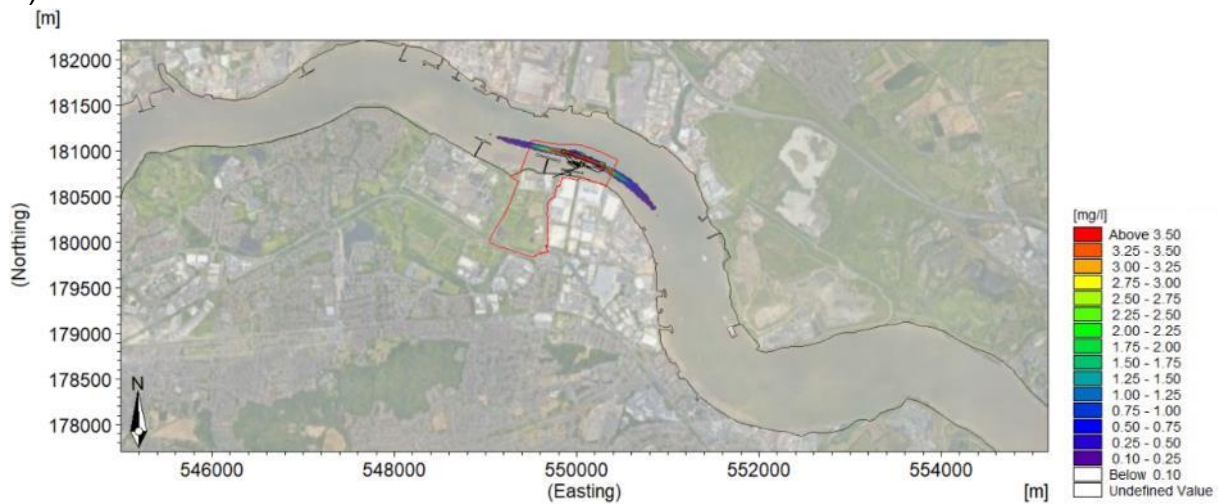 )
[m]
182000
181500
181000
180500
180000
179500
179000
178500
178000
(Northing)
N
546000 548000 550000 552000 554000
(Easting)
[m]
[mg/l]
Above 3.50
3.25 - 3.50
3.00 - 3.25
2.75 - 3.00
2.50 - 2.75
2.25 - 2.50
2.00 - 2.25
1.75 - 2.00
1.50 - 1.75
1.25 - 1.50
1.00 - 1.25
0.75 - 1.00
0.50 - 0.75
0.25 - 0.50
0.10 - 0.25
Below 0.10
Undefined Value